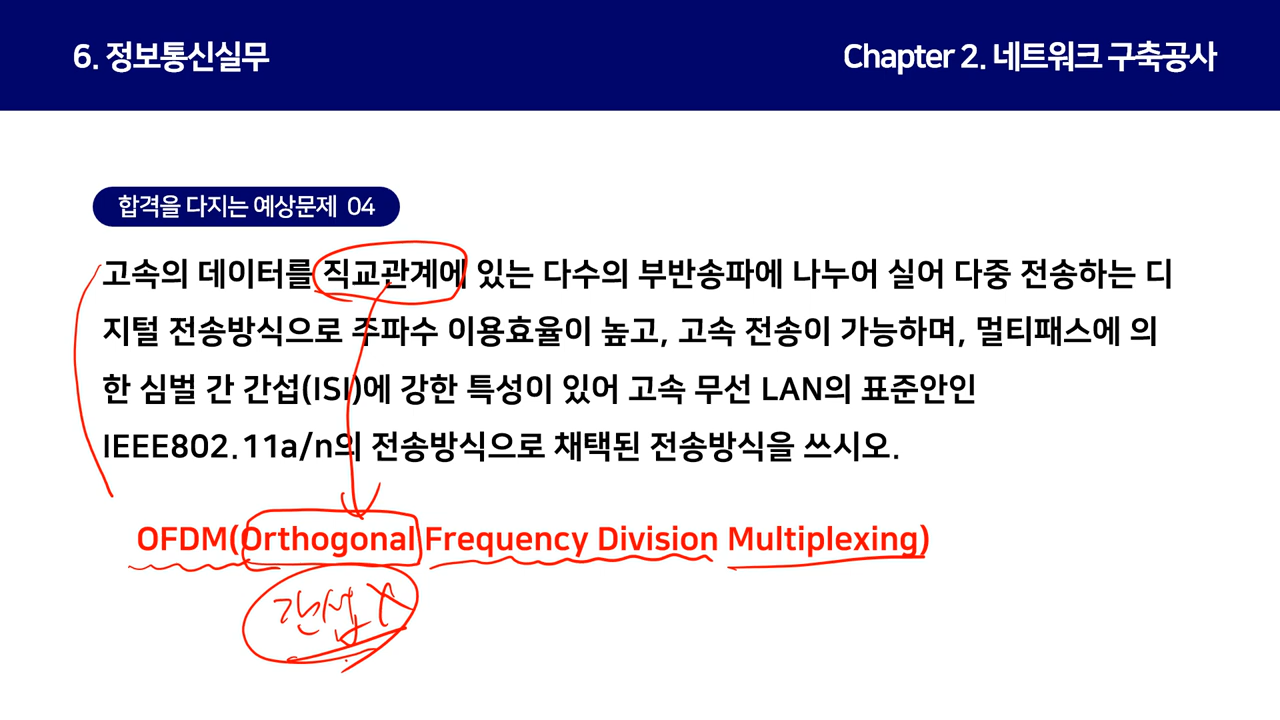 6. 정보통신실무
Chapter 2. 네트워크 구축공사
합격을 다지는 예상문제 04
고속의 데이터를 직교관계에 있는 다수의 부반송파에 나누어 실어 다중 전송하는 디
지털 전송방식으로 주파수 이용효율이 높고, 고속 전송이 가능하며, 멀티패스에 의
한 심벌 간 간섭(ISI)에 강한 특성이 있어 고속 무선 LAN의 표준안인
IEEE802.11a/n의 전송방식으로 채택된 전송방식을 쓰시오.
OFDM(Orthogonal Frequency Division Multiplexing)
간섭 X